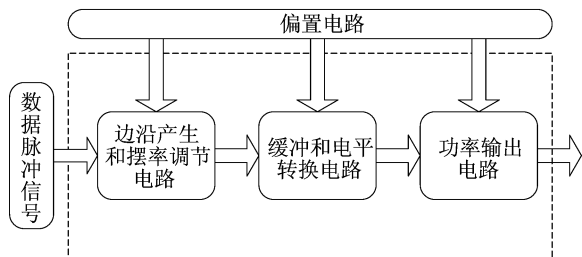 偏置电路
数据脉冲信号
边沿产生
和摆率调节
电路
缓冲和电平
转换电路
功率输出
电路